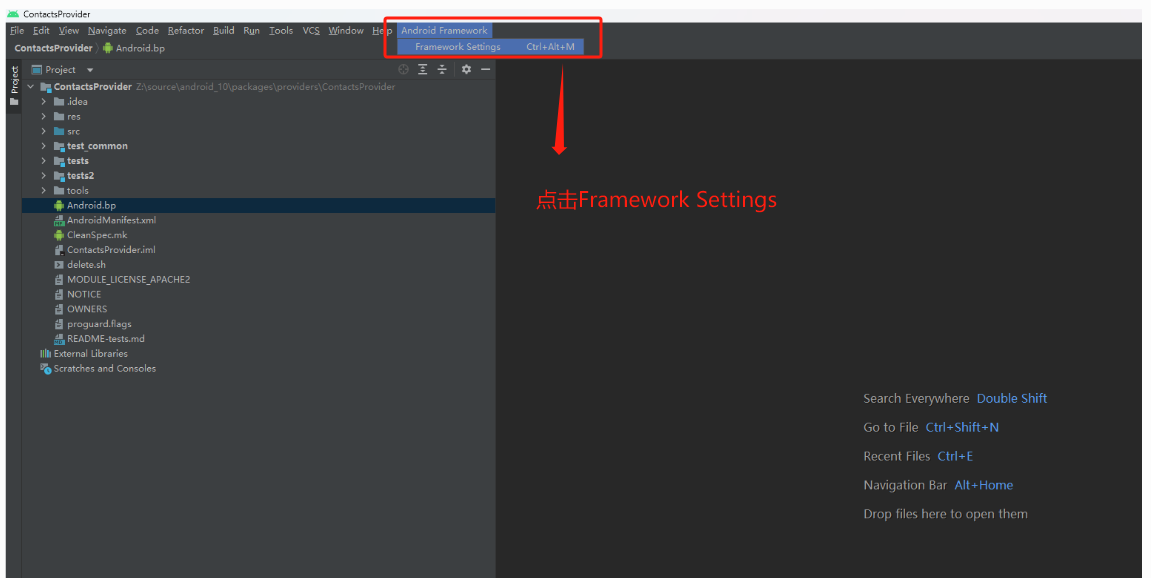 ContactsProvider
File Edit View Navigate Code Refactor Build Run Tools VCS Window Help Android Framework
Framework Settings Ctrl+Alt+M
ContactsProvider Android.bp
Project
Project
ContactsProvider Z:\source\android_10\packages\providers\ContactsProvider
.idea
res
src
test_common
tests
tests2
tools
Android.bp
AndroidManifest.xml
CleanSpec.mk
ContactsProvider.iml
delete.sh
MODULE_LICENSE_APACHE2
NOTICE
OWNERS
proguard.flags
README-tests.md
External Libraries
Scratches and Consoles
点击Framework Settings
Search Everywhere Double Shift
Go to File Ctrl+Shift+N
Recent Files Ctrl+E
Navigation Bar Alt+Home
Drop files here to open them